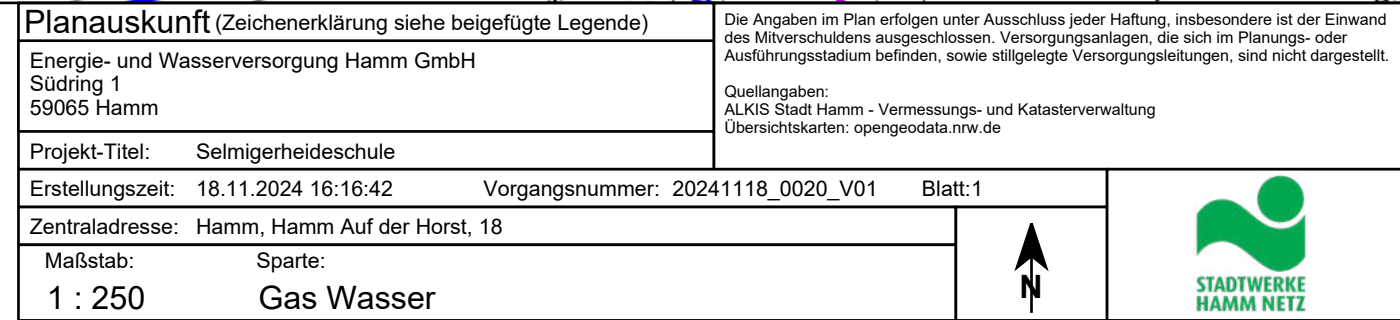 Planauskunft (Zeichenerklärung siehe beigefügte Legende)
Energie- und Wasserversorgung Hamm GmbH
Südring 1
59065 Hamm
Die Angaben im Plan erfolgen unter Ausschluss jeder Haftung, insbesondere ist der Einwand
des Mitverschuldens ausgeschlossen. Versorgungsanlagen, die sich im Planungs- oder
Ausführungsstadium befinden, sowie stillgelegte Versorgungsleitungen, sind nicht dargestellt.
Quellangaben:
ALKIS Stadt Hamm - Vermessungs- und Katasterverwaltung
Übersichtskarten: opengeodata.nrw.de
Projekt-Titel: Selmigerheideschule
Erstellungszeit: 18.11.2024 16:16:42 Vorgangsnummer: 20241118_0020_V01 Blatt:1
Zentraladresse: Hamm, Hamm Auf der Horst, 18
Maßstab: Sparte:
1 : 250 Gas Wasser
N
STADTWERKE
HAMM NETZ